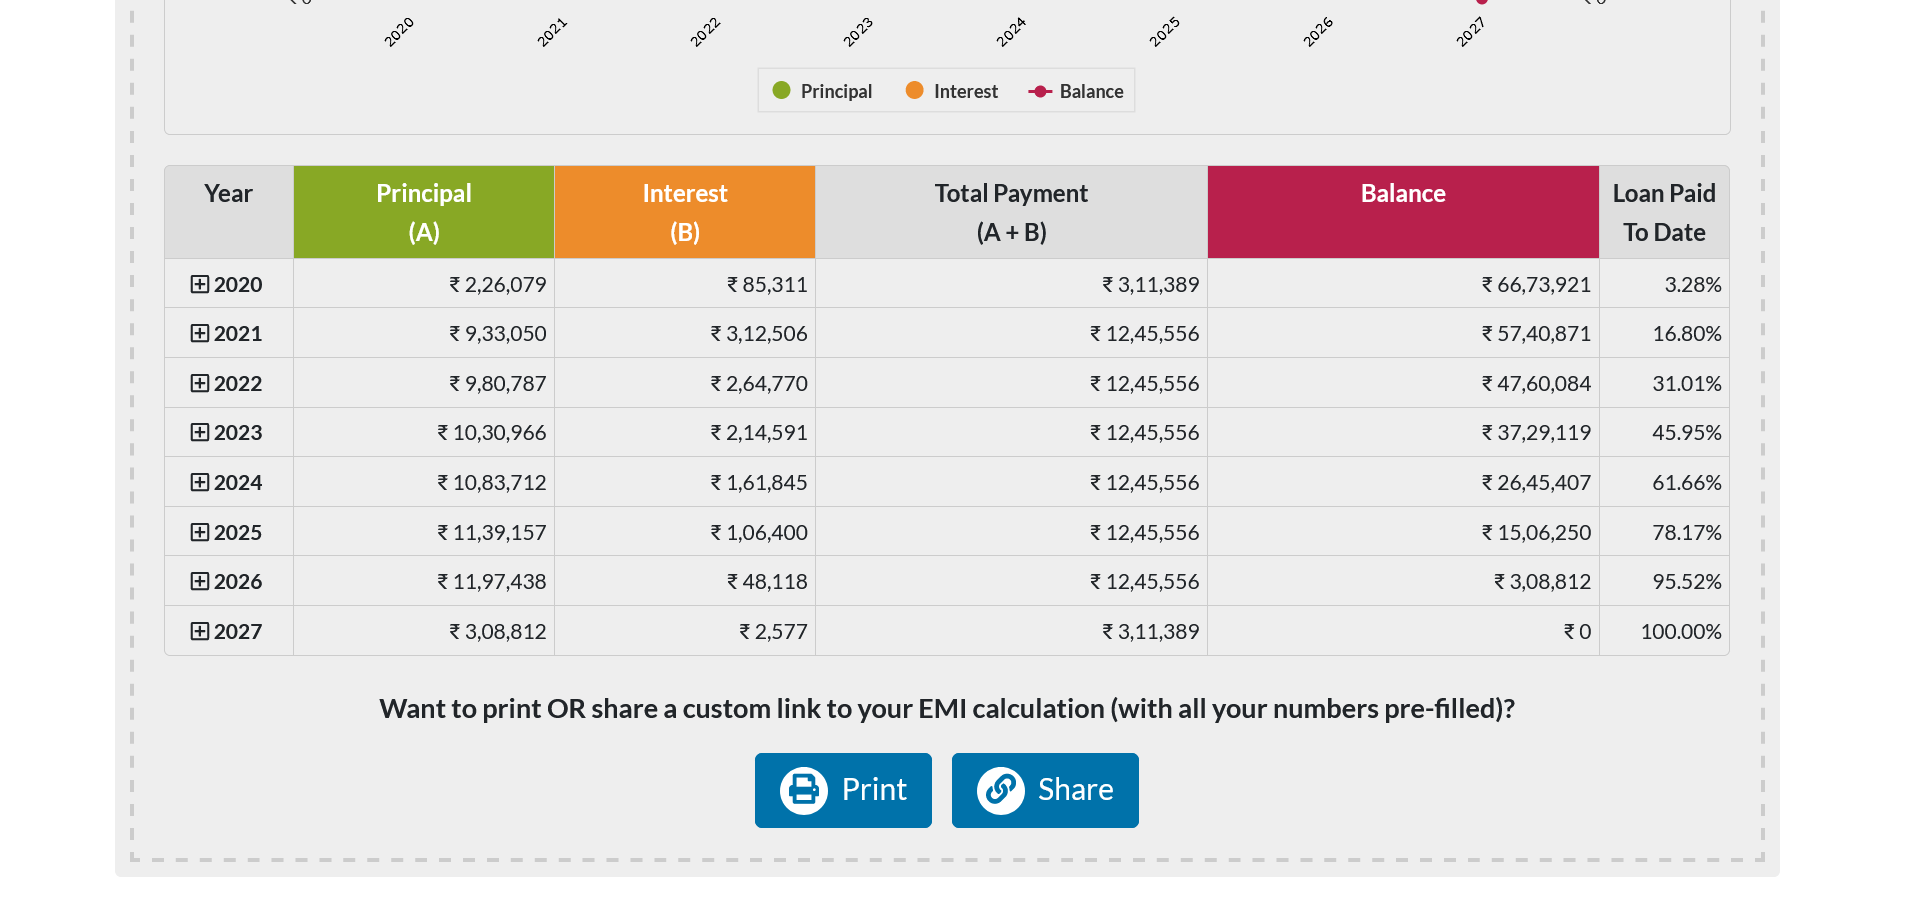 2020 2021 2022 2023 2024 2025 2026 2027
Principal Interest Balance
Year Principal (A) Interest (B) Total Payment (A + B) Balance Loan Paid To Date
2020 ₹ 2,26,079 ₹ 85,311 ₹ 3,11,389 ₹ 66,73,921 3.28%
2021 ₹ 9,33,050 ₹ 3,12,506 ₹ 12,45,556 ₹ 57,40,871 16.80%
2022 ₹ 9,80,787 ₹ 2,64,770 ₹ 12,45,556 ₹ 47,60,084 31.01%
2023 ₹ 10,30,966 ₹ 2,14,591 ₹ 12,45,556 ₹ 37,29,119 45.95%
2024 ₹ 10,83,712 ₹ 1,61,845 ₹ 12,45,556 ₹ 26,45,407 61.66%
2025 ₹ 11,39,157 ₹ 1,06,400 ₹ 12,45,556 ₹ 15,06,250 78.17%
2026 ₹ 11,97,438 ₹ 48,118 ₹ 12,45,556 ₹ 3,08,812 95.52%
2027 ₹ 3,08,812 ₹ 2,577 ₹ 3,11,389 ₹ 0 100.00%
Want to print OR share a custom link to your EMI calculation (with all your numbers pre-filled)?
Print Share